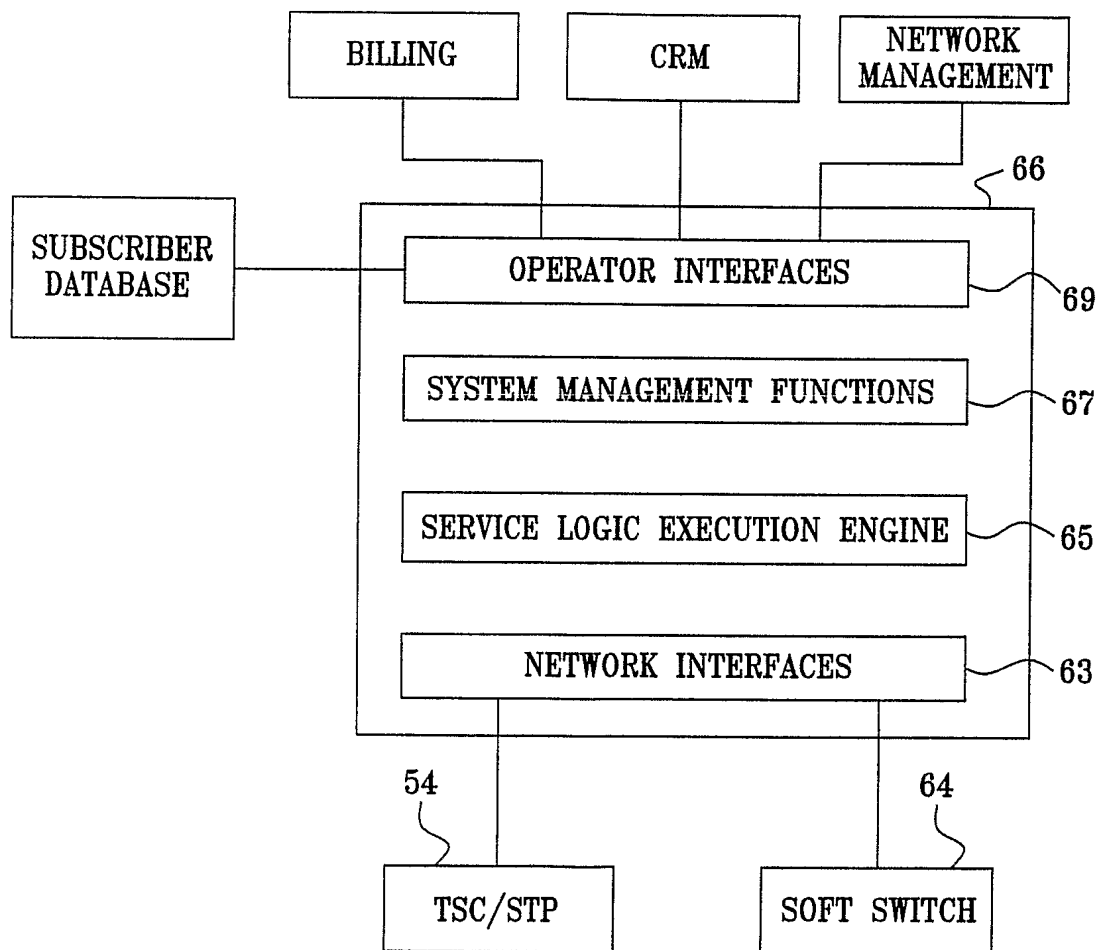 BILLING
CRM
NETWORK
MANAGEMENT
66
SUBSCRIBER
DATABASE
OPERATOR INTERFACES
69
SYSTEM MANAGEMENT FUNCTIONS
67
SERVICE LOGIC EXECUTION ENGINE
65
NETWORK INTERFACES
63
54
64
TSC/STP
SOFT SWITCH